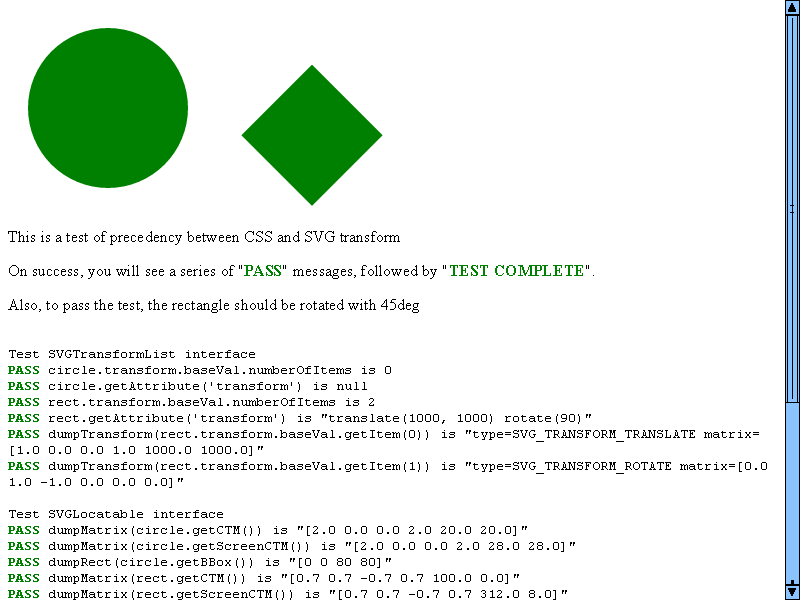 This is a test of precedency between CSS and SVG transform
On success, you will see a series of "PASS" messages, followed by "TEST COMPLETE".
Also, to pass the test, the rectangle should be rotated with 45deg
Test SVGTransformList interface
PASS circle.transform.baseVal.numberOfItems is 0
PASS circle.getAttribute('transform') is null
PASS rect.transform.baseVal.numberOfItems is 2
PASS rect.getAttribute('transform') is "translate(1000, 1000) rotate(90)"
PASS dumpTransform(rect.transform.baseVal.getItem(0)) is "type=SVG_TRANSFORM_TRANSLATE matrix=
[1.0 0.0 0.0 1.0 1000.0 1000.0]"
PASS dumpTransform(rect.transform.baseVal.getItem(1)) is "type=SVG_TRANSFORM_ROTATE matrix=[0.0
1.0 -1.0 0.0 0.0 0.0]"
Test SVGLocatable interface
PASS dumpMatrix(circle.getCTM()) is "[2.0 0.0 0.0 2.0 20.0 20.0]"
PASS dumpMatrix(circle.getScreenCTM()) is "[2.0 0.0 0.0 2.0 28.0 28.0]"
PASS dumpRect(circle.getBBox()) is "[0 0 80 80]"
PASS dumpMatrix(rect.getCTM()) is "[0.7 0.7 -0.7 0.7 100.0 0.0]"
PASS dumpMatrix(rect.getScreenCTM()) is "[0.7 0.7 -0.7 0.7 312.0 8.0]"